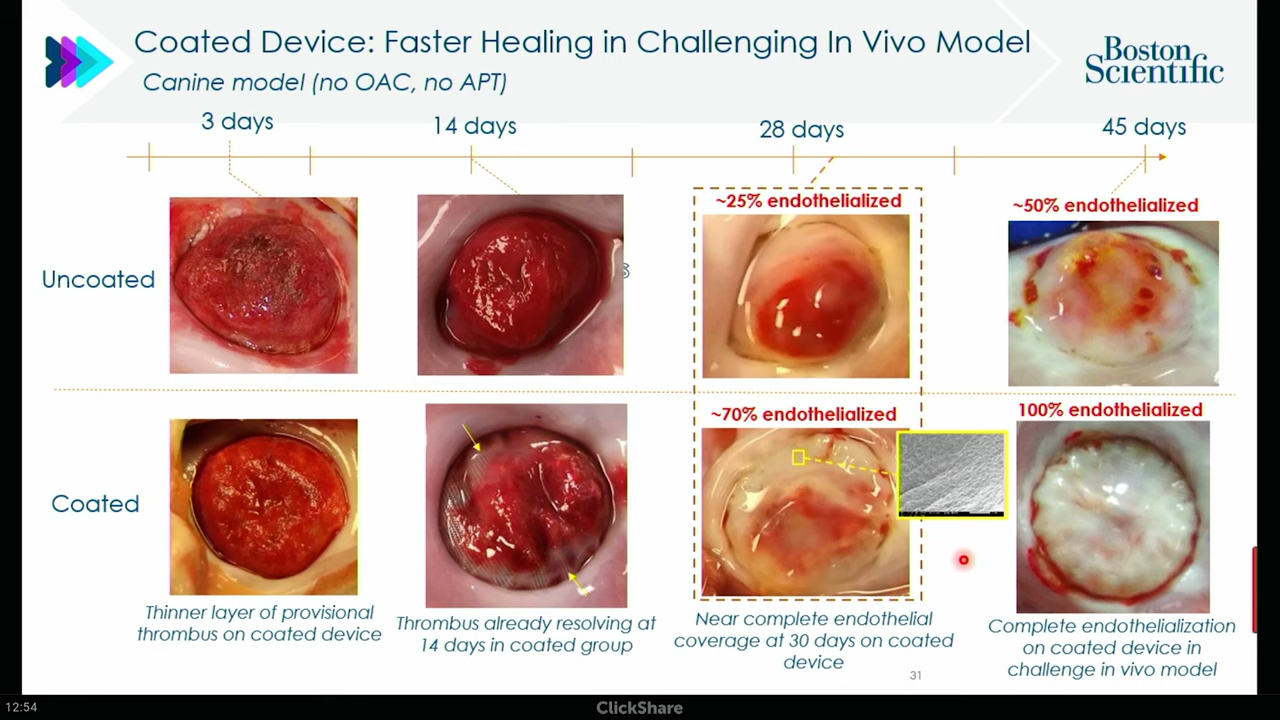 Coated Device: Faster Healing in Challenging In Vivo Model
Canine model (no OAC, no APT)
Boston
Scientific
3 days
14 days
28 days
45 days
~25% endothelialized
~50% endothelialized
Uncoated
s
~70% endothelialized
100% endothelialized
Coated
Thinner layer of provisional
thrombus on coated device
Thrombus already resolving at
14 days in coated group
Near complete endothelial
coverage at 30 days on coated
device
Complete endothelialization
on coated device in
challenge in vivo model
31
12:54
ClickShare